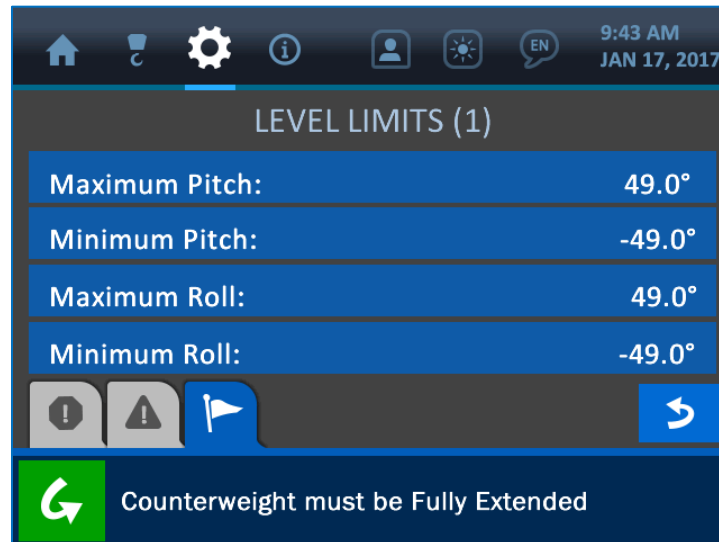 EN
9:43 AM
JAN 17, 2017
LEVEL LIMITS (1)
Maximum Pitch: 49.0°
Minimum Pitch: -49.0°
Maximum Roll: 49.0°
Minimum Roll: -49.0°
Counterweight must be Fully Extended